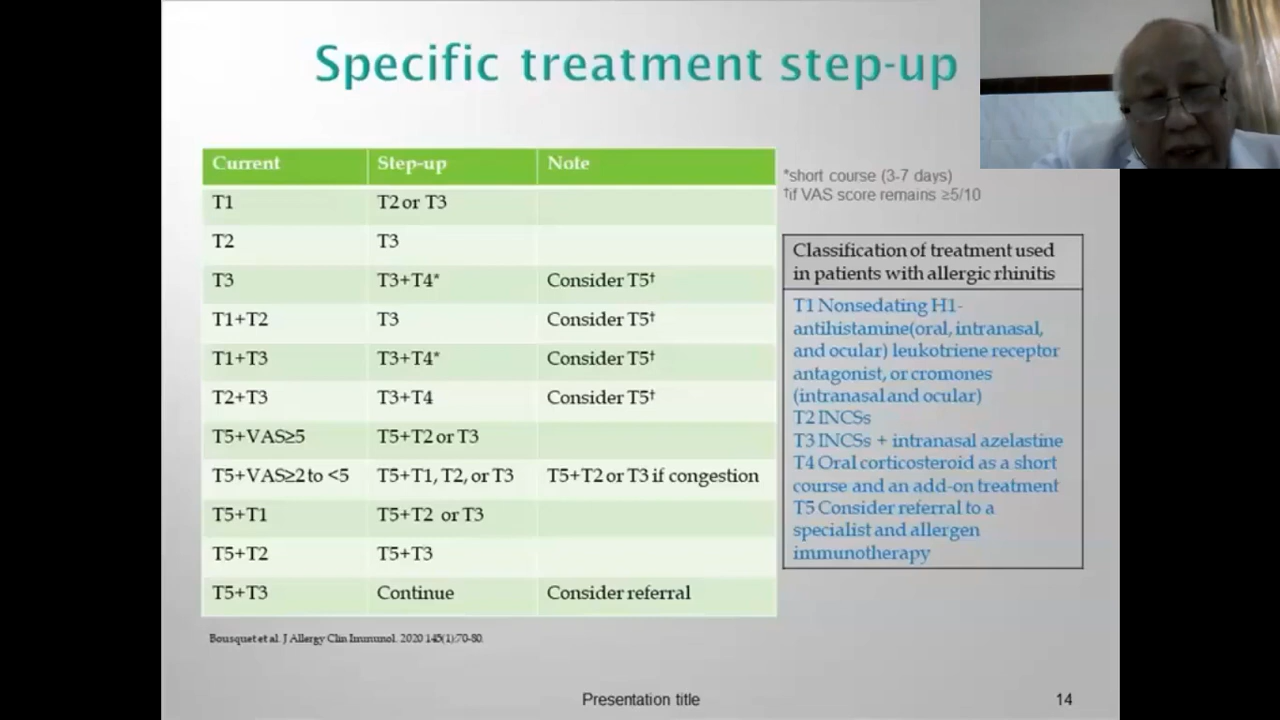 Specific treatment step-up
Current Step-up Note
T1 T2 or T3
T2 T3
T3 T3+T4* Consider T5†
T1+T2 T3 Consider T5†
T1+T3 T3+T4* Consider T5†
T2+T3 T3+T4 Consider T5†
T5+VAS≥5 T5+T2 or T3
T5+VAS≥2 to <5 T5+T1, T2, or T3 T5+T2 or T3 if congestion
T5+T1 T5+T2 or T3
T5+T2 T5+T3
T5+T3 Continue Consider referral
*short course (3-7 days)
†if VAS score remains ≥5/10
Classification of treatment used
in patients with allergic rhinitis
T1 Nonsedating H1-
antihistamine(oral, intranasal,
and ocular) leukotriene receptor
antagonist, or cromones
(intranasal and ocular)
T2 INCSs
T3 INCSs + intranasal azelastine
T4 Oral corticosteroid as a short
course and an add-on treatment
T5 Consider referral to a
specialist and allergen
immunotherapy
Bousquet et al. J Allergy Clin Immunol. 2020 145(1):70-80.
Presentation title
14